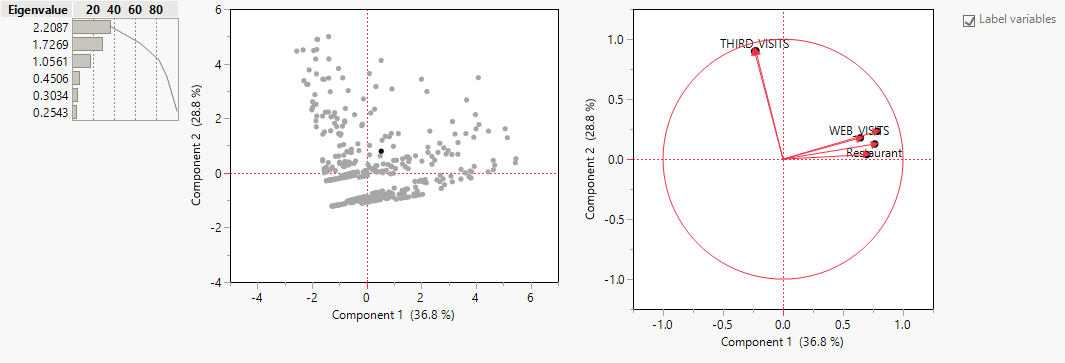 Eigenvalue 20 40 60 80
2.2087
1.7269
1.0561
0.4506
0.3034
0.2543
6
4
2
0
-2
-4
Component 2 (28.8 %)
-4 -2 0 2 4 6
Component 1 (36.8 %)
1.0
0.5
0.0
-0.5
-1.0
Component 2 (28.8 %)
THIRD_VISITS
WEB_VISITS
Restaurant
-1.0 -0.5 0.0 0.5 1.0
Component 1 (36.8 %)
Label variables